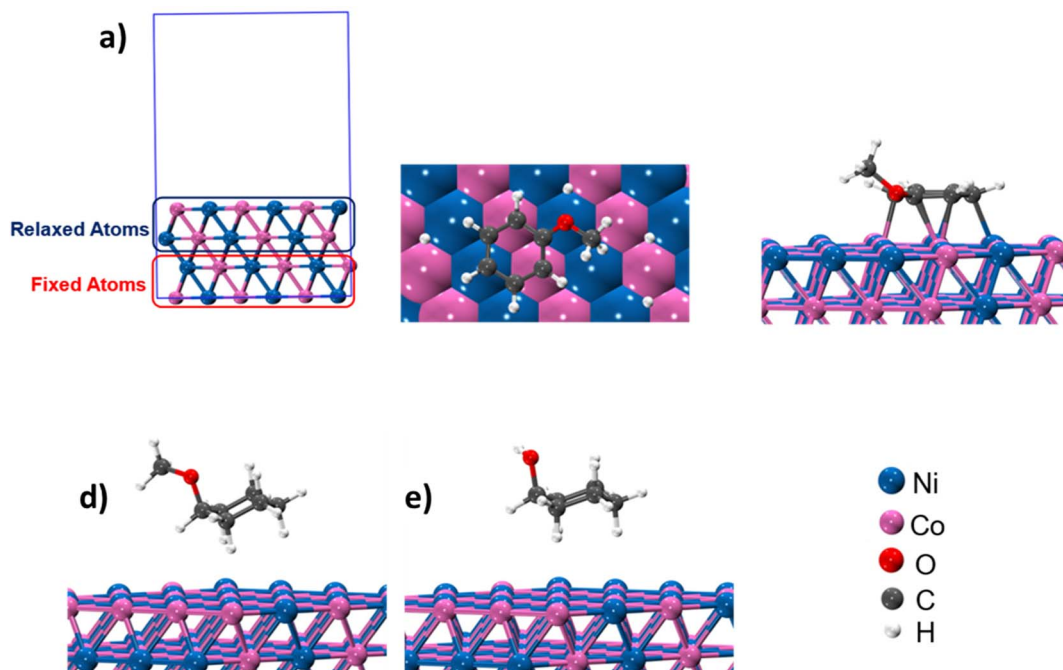 a)
Relaxed Atoms
Fixed Atoms
d)
e)
Ni
Co
O
C
H